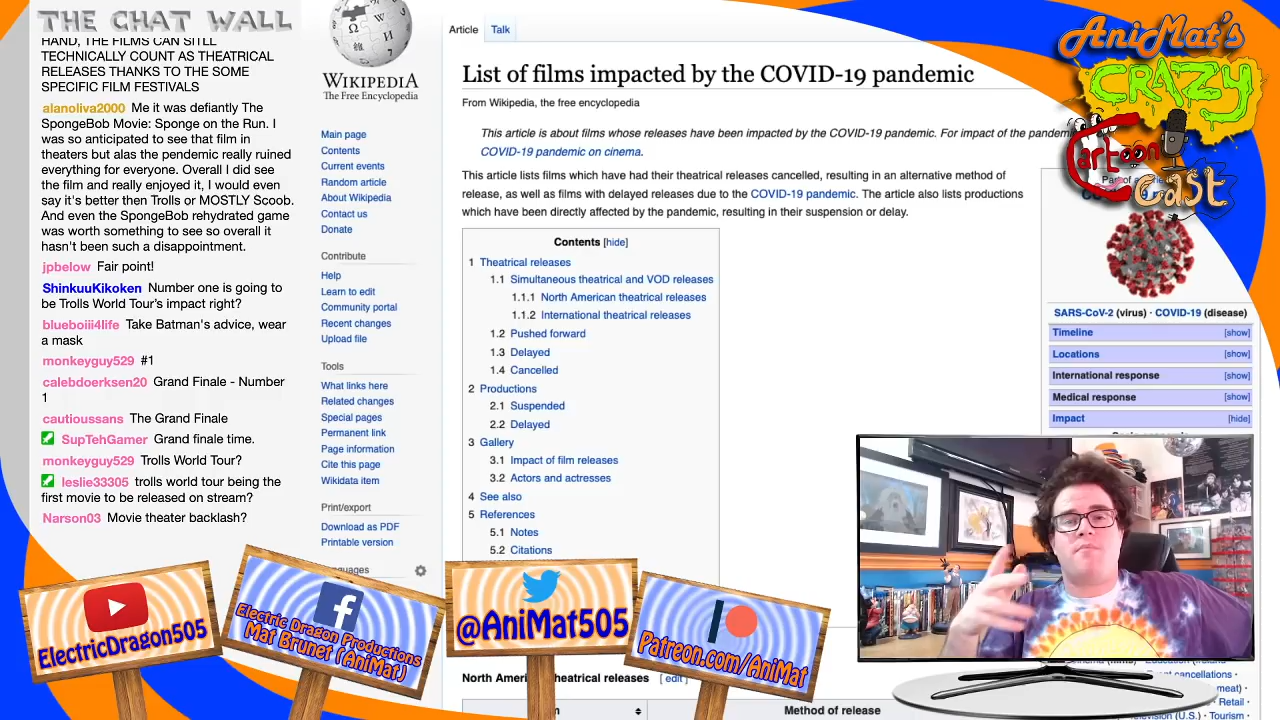 THE CHAT WALL
HAND, THE FILMS CAN SITLL
TECHNICALLY COUNT AS THEATRICAL
RELEASES THANKS TO THE SOME
SPECIFIC FILM FESTIVALS
alanoliva2000 Me it was defiantly The
SpongeBob Movie: Sponge on the Run. I
was so anticipated to see that film in
theaters but alas the pendemic really ruined
everything for everyone. Overall I did see
the film and really enjoyed it, I would even
say it's better then Trolls or MOSTLY Scoob.
And even the SpongeBob rehydrated game
was worth something to see so overall it
hasn't been such a disappointment.
jpbelow Fair point!
ShinkuuKikoken Number one is going to
be Trolls World Tour's impact right?
blueboiii4life Take Batman's advice, wear
a mask
monkeyguy529 #1
calebdoerksen20 Grand Finale - Number
1
cautioussans The Grand Finale
SupTehGamer Grand finale time.
monkeyguy529 Trolls World Tour?
leslie33305 trolls world tour being the
first movie to be released on stream?
Narson03 Movie theater backlash?
WIKIPEDIA
The Free Encyclopedia
Main page
Contents
Current events
Random article
About Wikipedia
Contact us
Donate
Contribute
Help
Learn to edit
Community portal
Recent changes
Upload file
Tools
What links here
Related changes
Special pages
Permanent link
Page information
Cite this page
Wikidata item
Print/export
Download as PDF
Printable version
Article Talk
List of films impacted by the COVID-19 pandemic
From Wikipedia, the free encyclopedia
This article is about films whose releases have been impacted by the COVID-19 pandemic. For impact of the
COVID-19 pandemic on cinema.
This article lists films which have had their theatrical releases cancelled, resulting in an alternative method of
release, as well as films with delayed releases due to the COVID-19 pandemic. The article also lists productions
which have been directly affected by the pandemic, resulting in their suspension or delay.
Contents [hide]
1 Theatrical releases
1.1 Simultaneous theatrical and VOD releases
1.1.1 North American theatrical releases
1.1.2 International theatrical releases
1.2 Pushed forward
1.3 Delayed
1.4 Cancelled
2 Productions
2.1 Suspended
2.2 Delayed
3 Gallery
3.1 Impact of film releases
3.2 Actors and actresses
4 See also
5 References
5.1 Notes
5.2 Citations
[ edit ]
Method of release
AniMat's
CRAZY
Cartoon
Cast
SARS-CoV-2 (viru​s) · COVID-19 (disease)
Timeline [show]
Locations [show]
International response [show]
Medical response [show]
Impact [hide]
ElectricDragon505
Electric Dragon Productions
Mat Brunet (AniMat)
@AniMat505
Patreon.com/AniMat